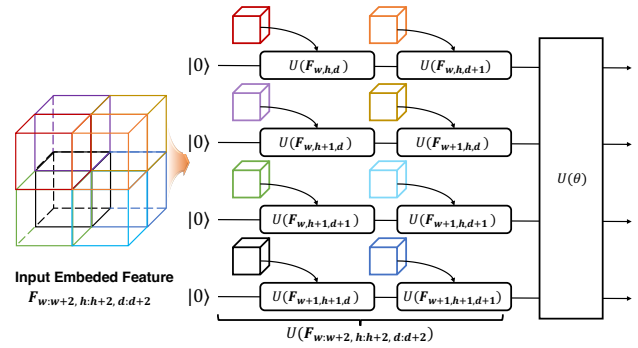 |0⟩ U(F_{w,h,d}) U(F_{w,h,d+1})
|0⟩ U(F_{w,h+1,d}) U(F_{w+1,h,d})
U(θ)
|0⟩ U(F_{w,h+1,d+1}) U(F_{w+1,h,d+1})
Input Embeded Feature
F_{w:w+2, h:h+2, d:d+2}
|0⟩ U(F_{w+1,h+1,d}) U(F_{w+1,h+1,d+1})
U(F_{w:w+2, h:h+2, d:d+2})